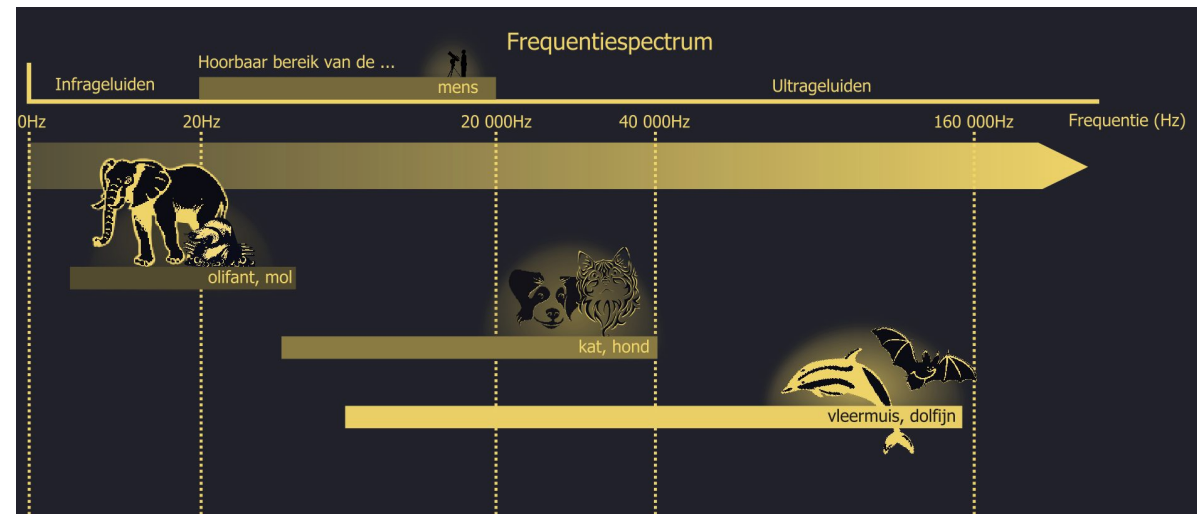 Frequentiespectrum
Hoorbaar bereik van de ...
Infrageluiden
mens
Ultrageluiden
0Hz 20Hz 20 000Hz 40 000Hz 160 000Hz Frequentie (Hz)
olifant, mol
kat, hond
vleermuis, dolfijn